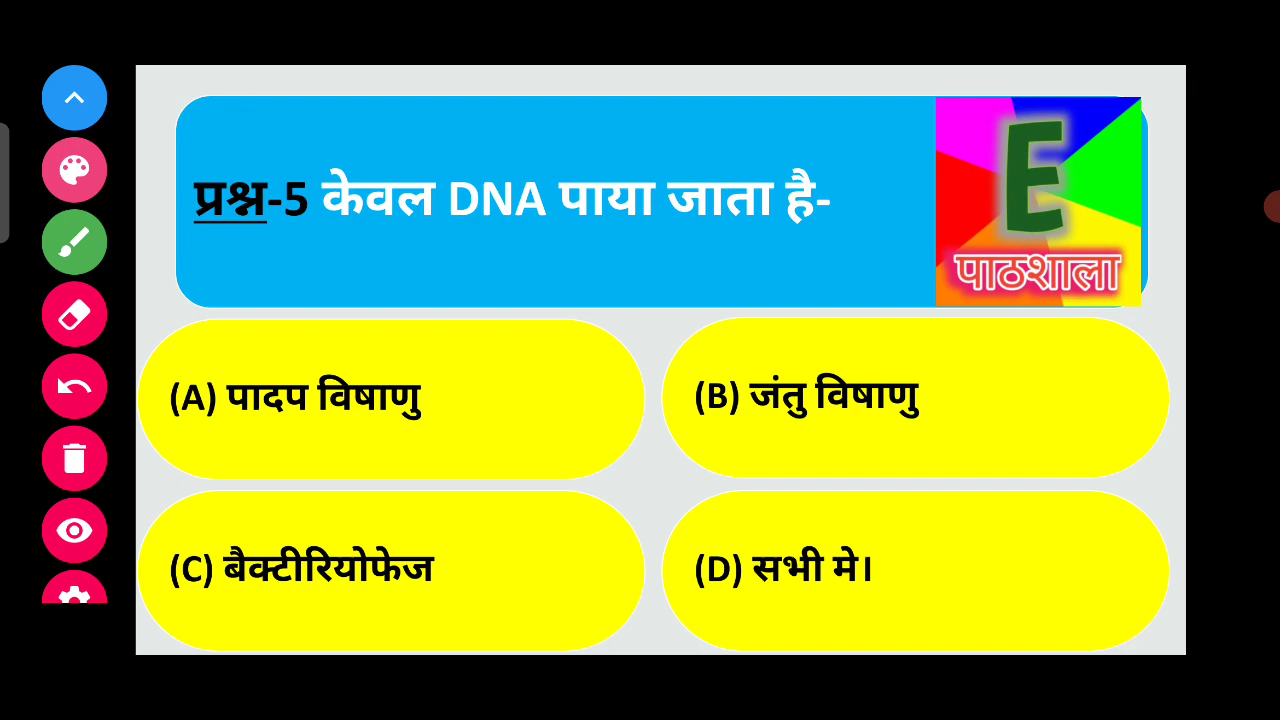 प्रश्न-5 केवल DNA पाया जाता है-
E
पाठशाला
(A) पादप विषाणु
(B) जंतु विषाणु
(C) बैक्टीरियोफेज
(D) सभी मे।